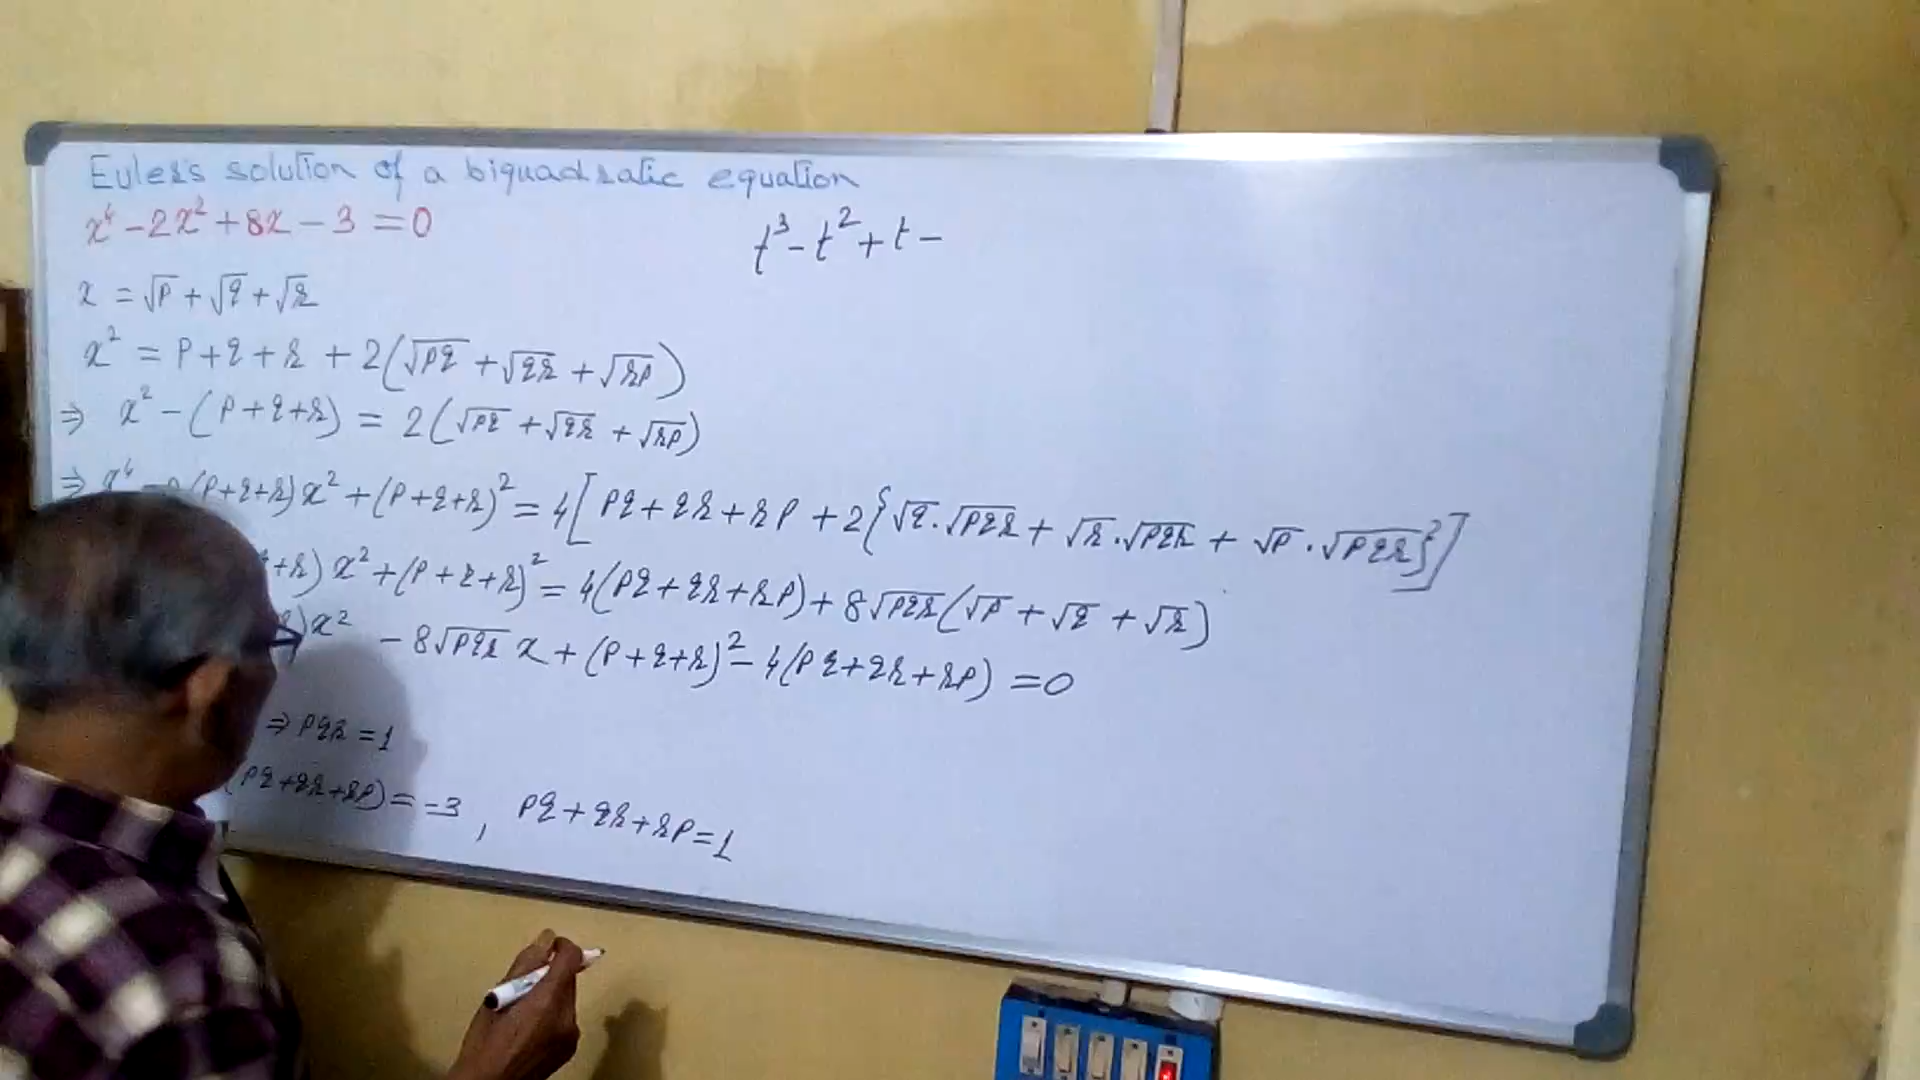 Euler's solution of a biquadratic equation
x⁴ - 2x² + 8x - 3 = 0
t³ - t² + t -
x = √p + √q + √r
x² = p + q + r + 2(√pq + √qr + √rp)
⇒ x² - (p + q + r) = 2(√pq + √qr + √rp)
⇒ x⁴ - 2(p + q + r)x² + (p + q + r)² = 4[pq + qr + rp + 2{√q.√pqr + √r.√pqr + √p.√pqr}]
+ r)x² + (p + q + r)² = 4(pq + qr + rp) + 8√pqr(√p + √q + √r)
)x² - 8√pqr x + (p + q + r)² - 4(pq + qr + rp) = 0
⇒ pqr = 1
(pq + qr + rp) = -3, pq + qr + rp = 1